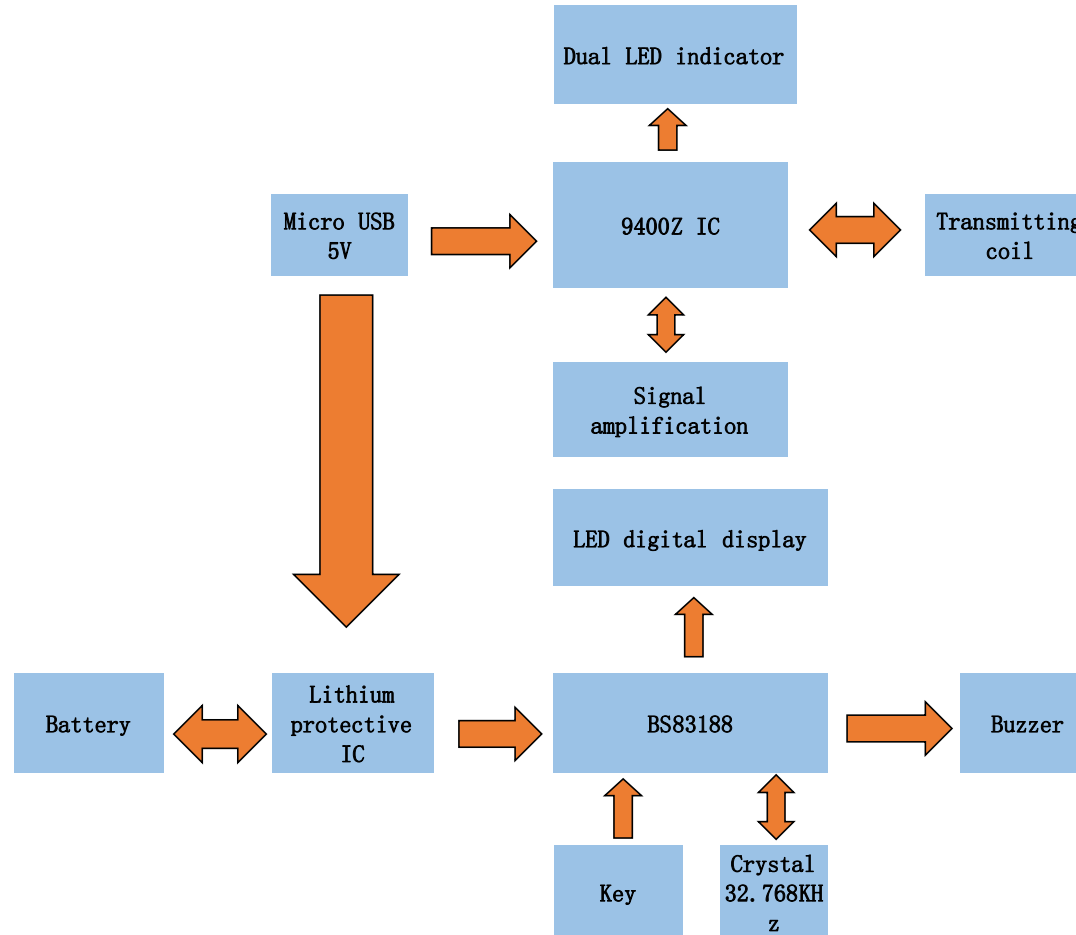 Dual LED indicator
Micro USB
5V
9400Z IC
Transmitting
coil
Signal
amplification
LED digital display
Battery
Lithium
protective
IC
BS83188
Buzzer
Key
Crystal
32.768KH
z